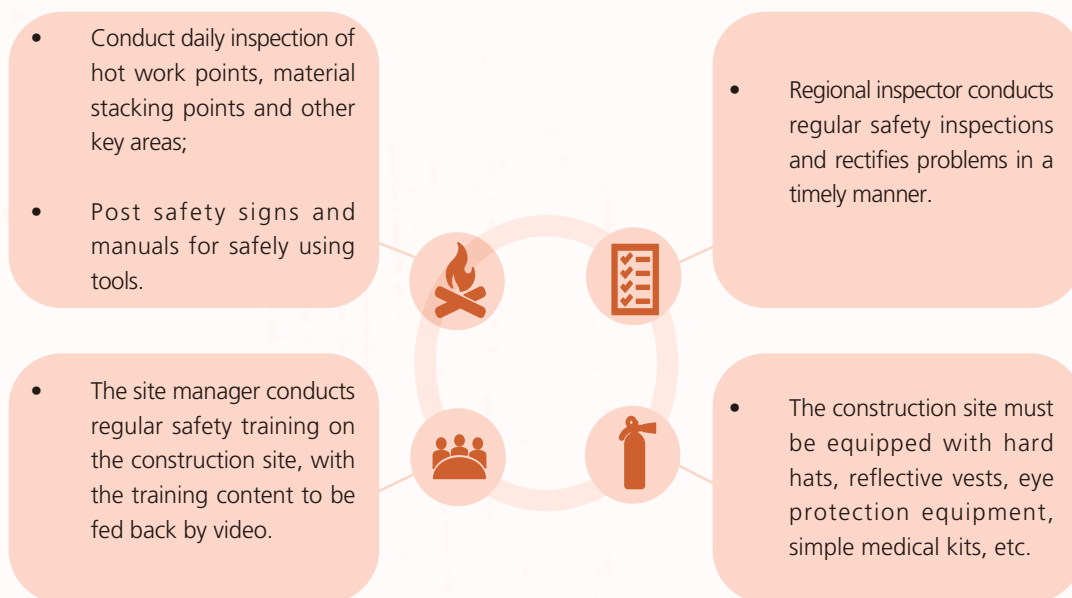 • Conduct daily inspection of
hot work points, material
stacking points and other
key areas;
• Post safety signs and
manuals for safely using
tools.
• Regional inspector conducts
regular safety inspections
and rectifies problems in a
timely manner.
• The site manager conducts
regular safety training on
the construction site, with
the training content to be
fed back by video.
• The construction site must
be equipped with hard
hats, reflective vests, eye
protection equipment,
simple medical kits, etc.